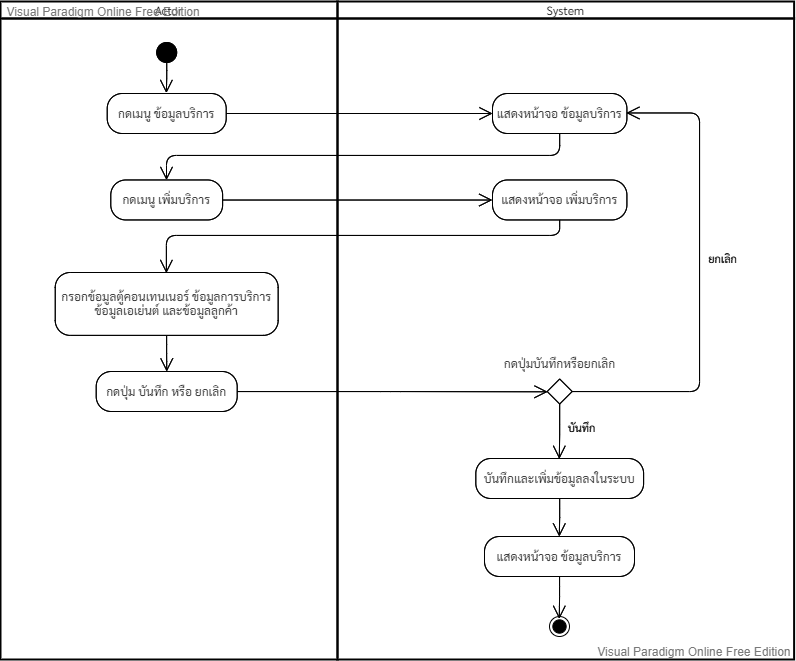 Visual Paradigm Online Free Edition
Actor
System
กดเมนู ข้อมูลบริการ
แสดงหน้าจอ ข้อมูลบริการ
กดเมนู เพิ่มบริการ
แสดงหน้าจอ เพิ่มบริการ
ยกเลิก
กรอกข้อมูลตู้คอนเทนเนอร์ ข้อมูลการบริการ
ข้อมูลเอเย่นต์ และข้อมูลลูกค้า
กดปุ่มบันทึกหรือยกเลิก
กดปุ่ม บันทึก หรือ ยกเลิก
บันทึก
บันทึกและเพิ่มข้อมูลลงในระบบ
แสดงหน้าจอ ข้อมูลบริการ
Visual Paradigm Online Free Edition